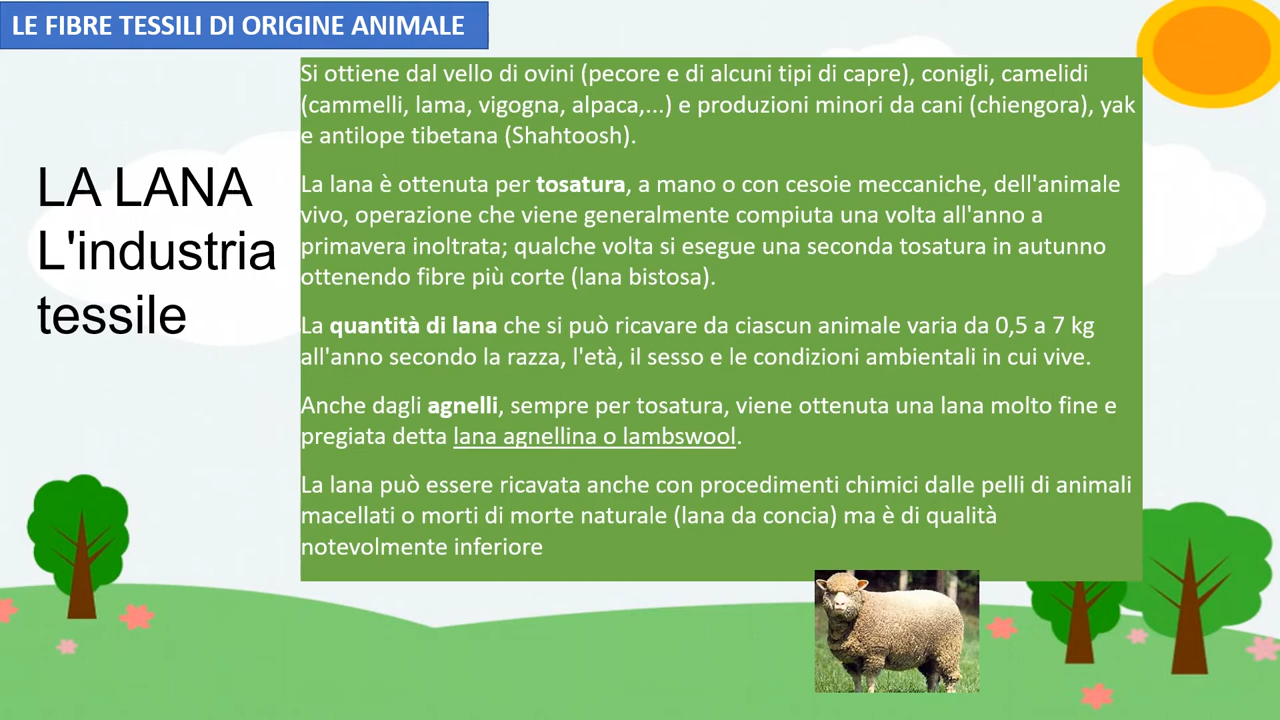 LE FIBRE TESSILI DI ORIGINE ANIMALE
LA LANA
L'industria
tessile
Si ottiene dal vello di ovini (pecore e di alcuni tipi di capre), conigli, camelidi
(cammelli, lama, vigogna, alpaca,...) e produzioni minori da cani (chiengora), yak
e antilope tibetana (Shahtoosh).
La lana è ottenuta per tosatura, a mano o con cesoie meccaniche, dell'animale
vivo, operazione che viene generalmente compiuta una volta all'anno a
primavera inoltrata; qualche volta si esegue una seconda tosatura in autunno
ottenendo fibre più corte (lana bistosa).
La quantità di lana che si può ricavare da ciascun animale varia da 0,5 a 7 kg
all'anno secondo la razza, l'età, il sesso e le condizioni ambientali in cui vive.
Anche dagli agnelli, sempre per tosatura, viene ottenuta una lana molto fine e
pregiata detta lana agnellina o lambswool.
La lana può essere ricavata anche con procedimenti chimici dalle pelli di animali
macellati o morti di morte naturale (lana da concia) ma è di qualità
notevolmente inferiore